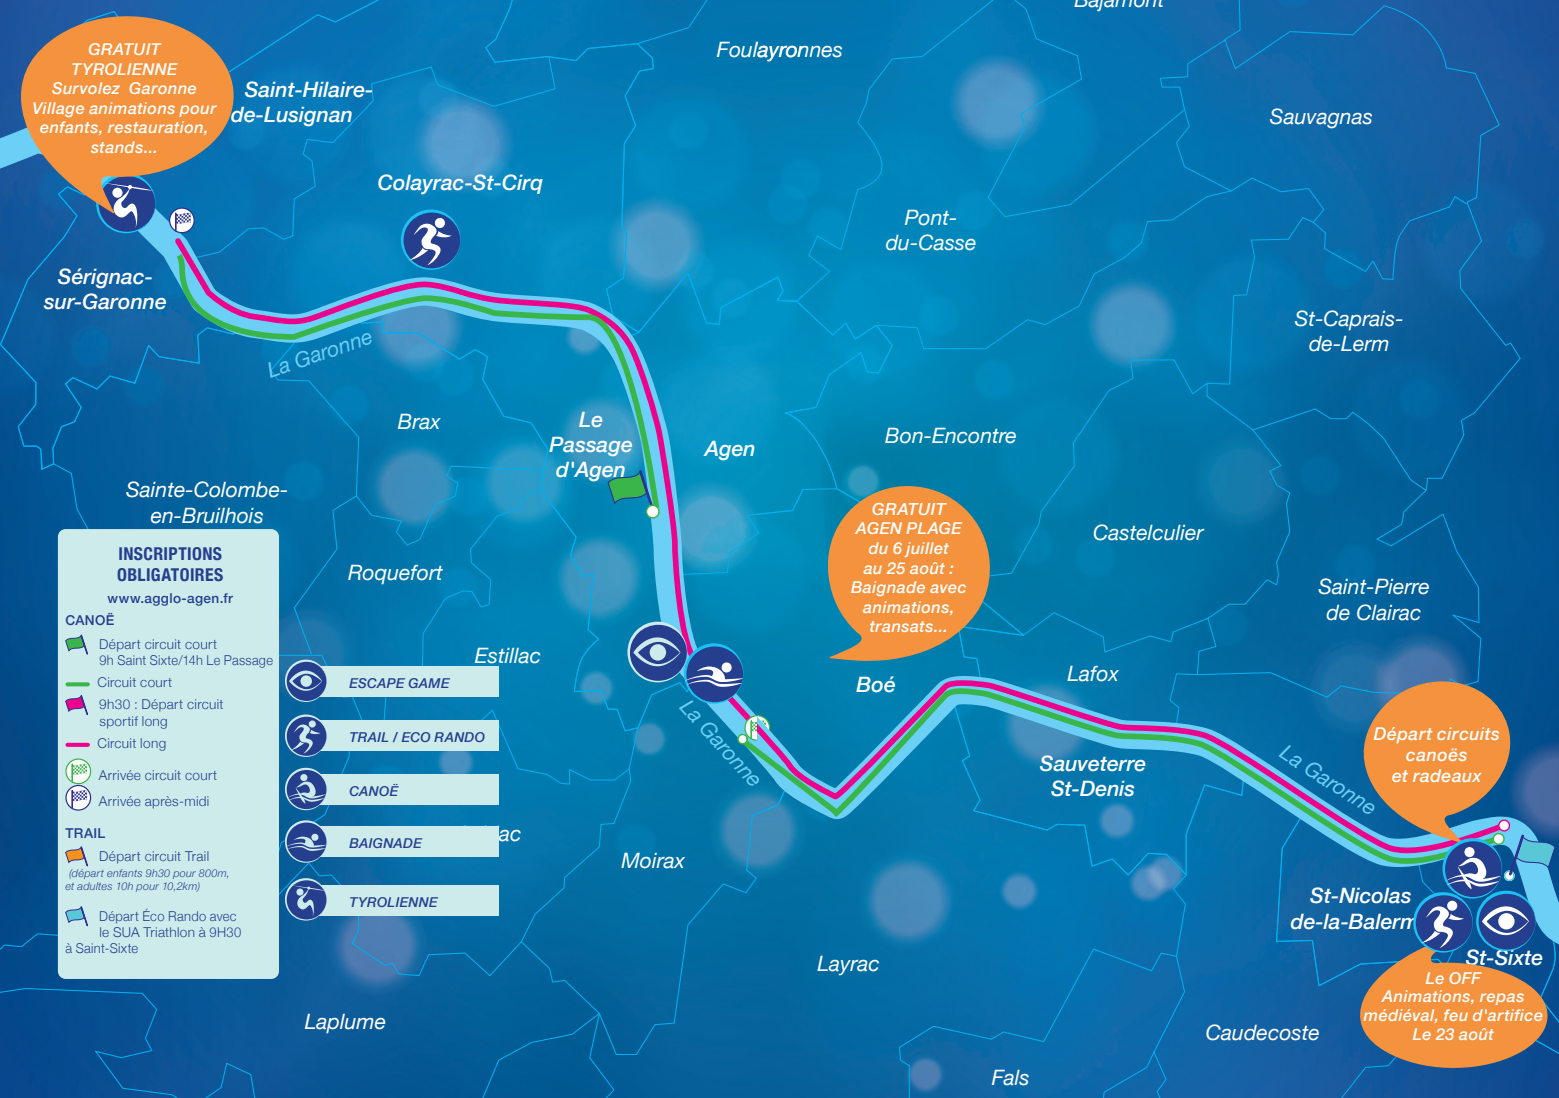 Bajamont
GRATUIT
TYROLIENNE
Survolez Garonne
Village animations pour
enfants, restauration,
stands...
Saint-Hilaire-
de-Lusignan
Foulayronnes
Sauvagnas
Colayrac-St-Cirq
Pont-
du-Casse
Sérignac-
sur-Garonne
La Garonne
St-Caprais-
de-Lerm
Brax
Le
Passage
d'Agen
Agen
Bon-Encontre
Sainte-Colombe-
en-Bruilhois
GRATUIT
AGEN PLAGE
du 6 juillet
au 25 août :
Baignade avec
animations,
transats...
Castelculier
Roquefort
Saint-Pierre
de Clairac
Estillac
Boé
Lafox
La Garonne
Sauveterre
St-Denis
La Garonne
Départ circuits
canoës
et radeaux
INSCRIPTIONS
OBLIGATOIRES
www.agglo-agen.fr
CANOË
Départ circuit court
9h Saint Sixte/14h Le Passage
Circuit court
9h30 : Départ circuit
sportif long
Circuit long
Arrivée circuit court
Arrivée après-midi
TRAIL
Départ circuit Trail
(départ enfants 9h30 pour 800m,
et adultes 10h pour 10,2km)
Départ Éco Rando avec
le SUA Triathlon à 9H30
à Saint-Sixte
ESCAPE GAME
TRAIL / ECO RANDO
CANOË
BAIGNADE
TYROLIENNE
ac
Moirax
St-Nicolas
de-la-Balerm
St-Sixte
Layrac
Le OFF
Animations, repas
médiéval, feu d'artifice
Le 23 août
Laplume
Caudecoste
Fals